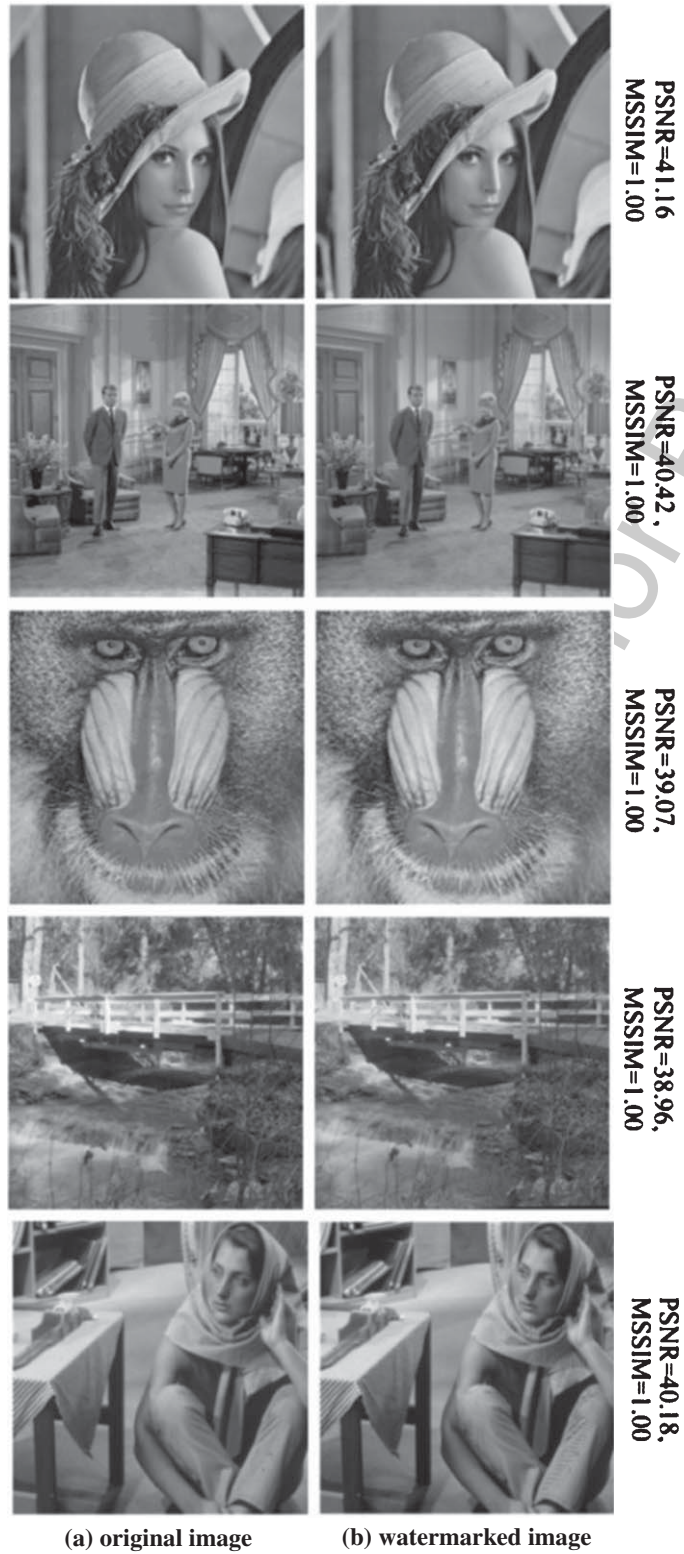 PSNR=41.16
MSSIM=1.00
PSNR=40.42 ,
MSSIM=1.00
PSNR=39.07,
MSSIM=1.00
PSNR=38.96,
MSSIM=1.00
PSNR=40.18,
MSSIM=1.00
(a) original image
(b) watermarked image